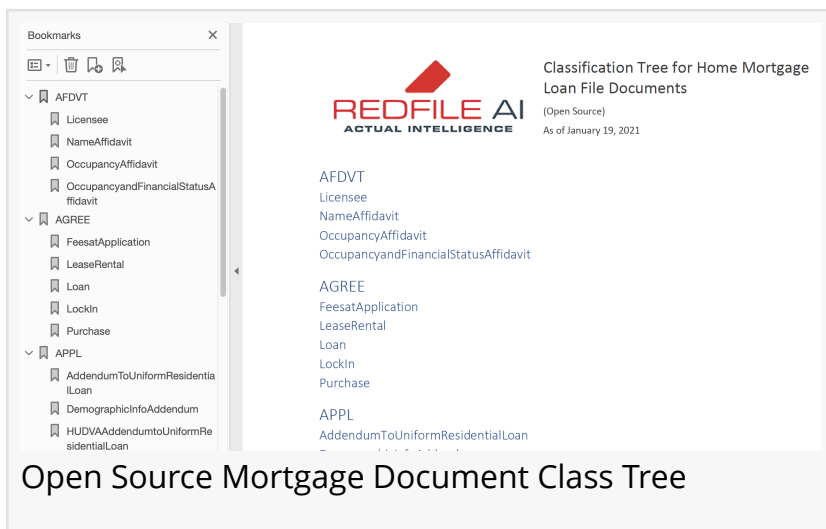 Bookmarks
AFDVT
Licensee
NameAffidavit
OccupancyAffidavit
OccupancyandFinancialStatusA
ffidavit
AGREE
FeesatApplication
LeaseRental
Loan
LockIn
Purchase
APPL
AddendumToUniformResidentia
lLoan
DemographicInfoAddendum
HUDVAAddendumtoUniformRe
sidentialLoan
REDFILE AI
ACTUAL INTELLIGENCE
Classification Tree for Home Mortgage
Loan File Documents
(Open Source)
As of January 19, 2021
AFDVT
Licensee
NameAffidavit
OccupancyAffidavit
OccupancyandFinancialStatusAffidavit
AGREE
FeesatApplication
LeaseRental
Loan
LockIn
Purchase
APPL
AddendumToUniformResidentialLoan
Open Source Mortgage Document Class Tree